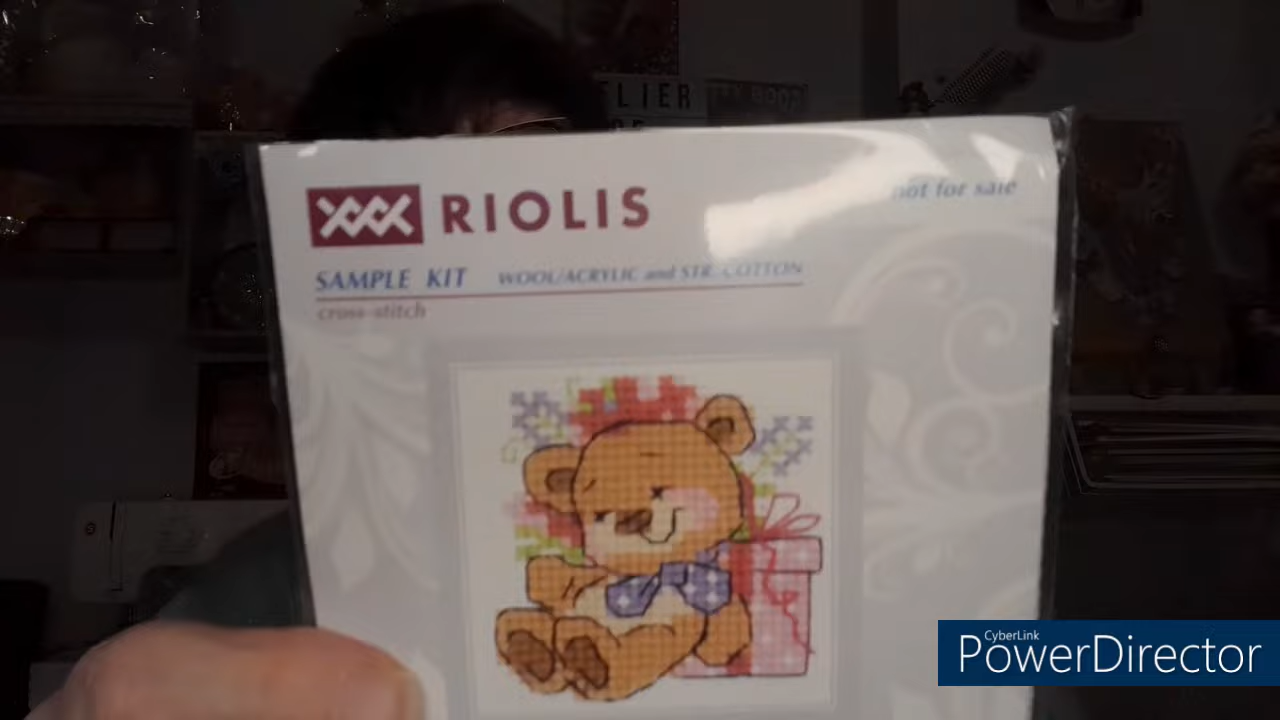 RIOLIS
not for sale
SAMPLE KIT WOOL/ACRYLIC and STR. COTTON
cross-stitch
CyberLink
PowerDirector